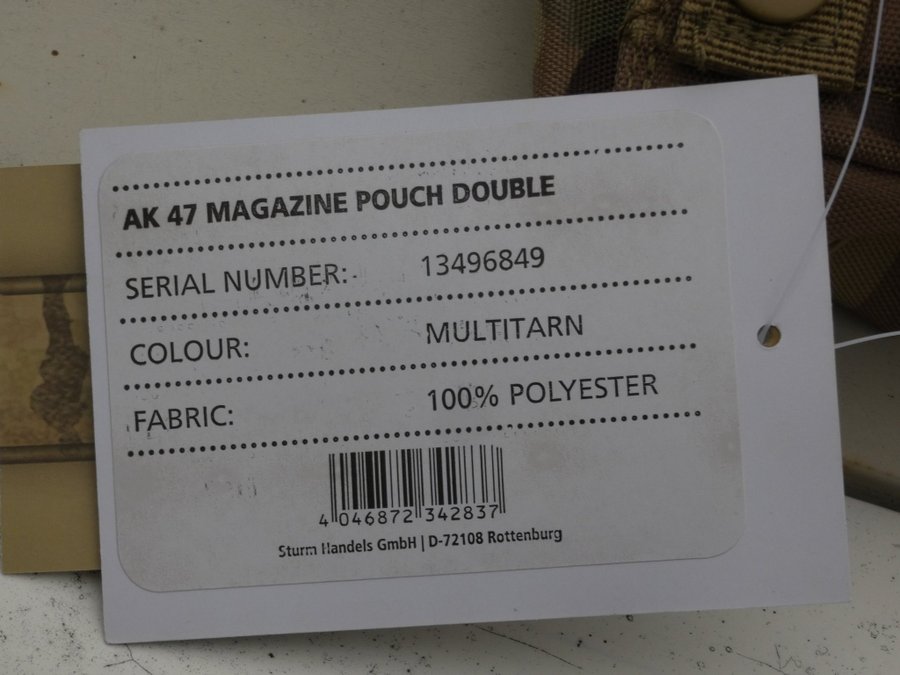 AK 47 MAGAZINE POUCH DOUBLE
SERIAL NUMBER: 13496849
COLOUR: MULTITARN
FABRIC: 100% POLYESTER
4 046872 342837
Sturm Handels GmbH | D-72108 Rottenburg